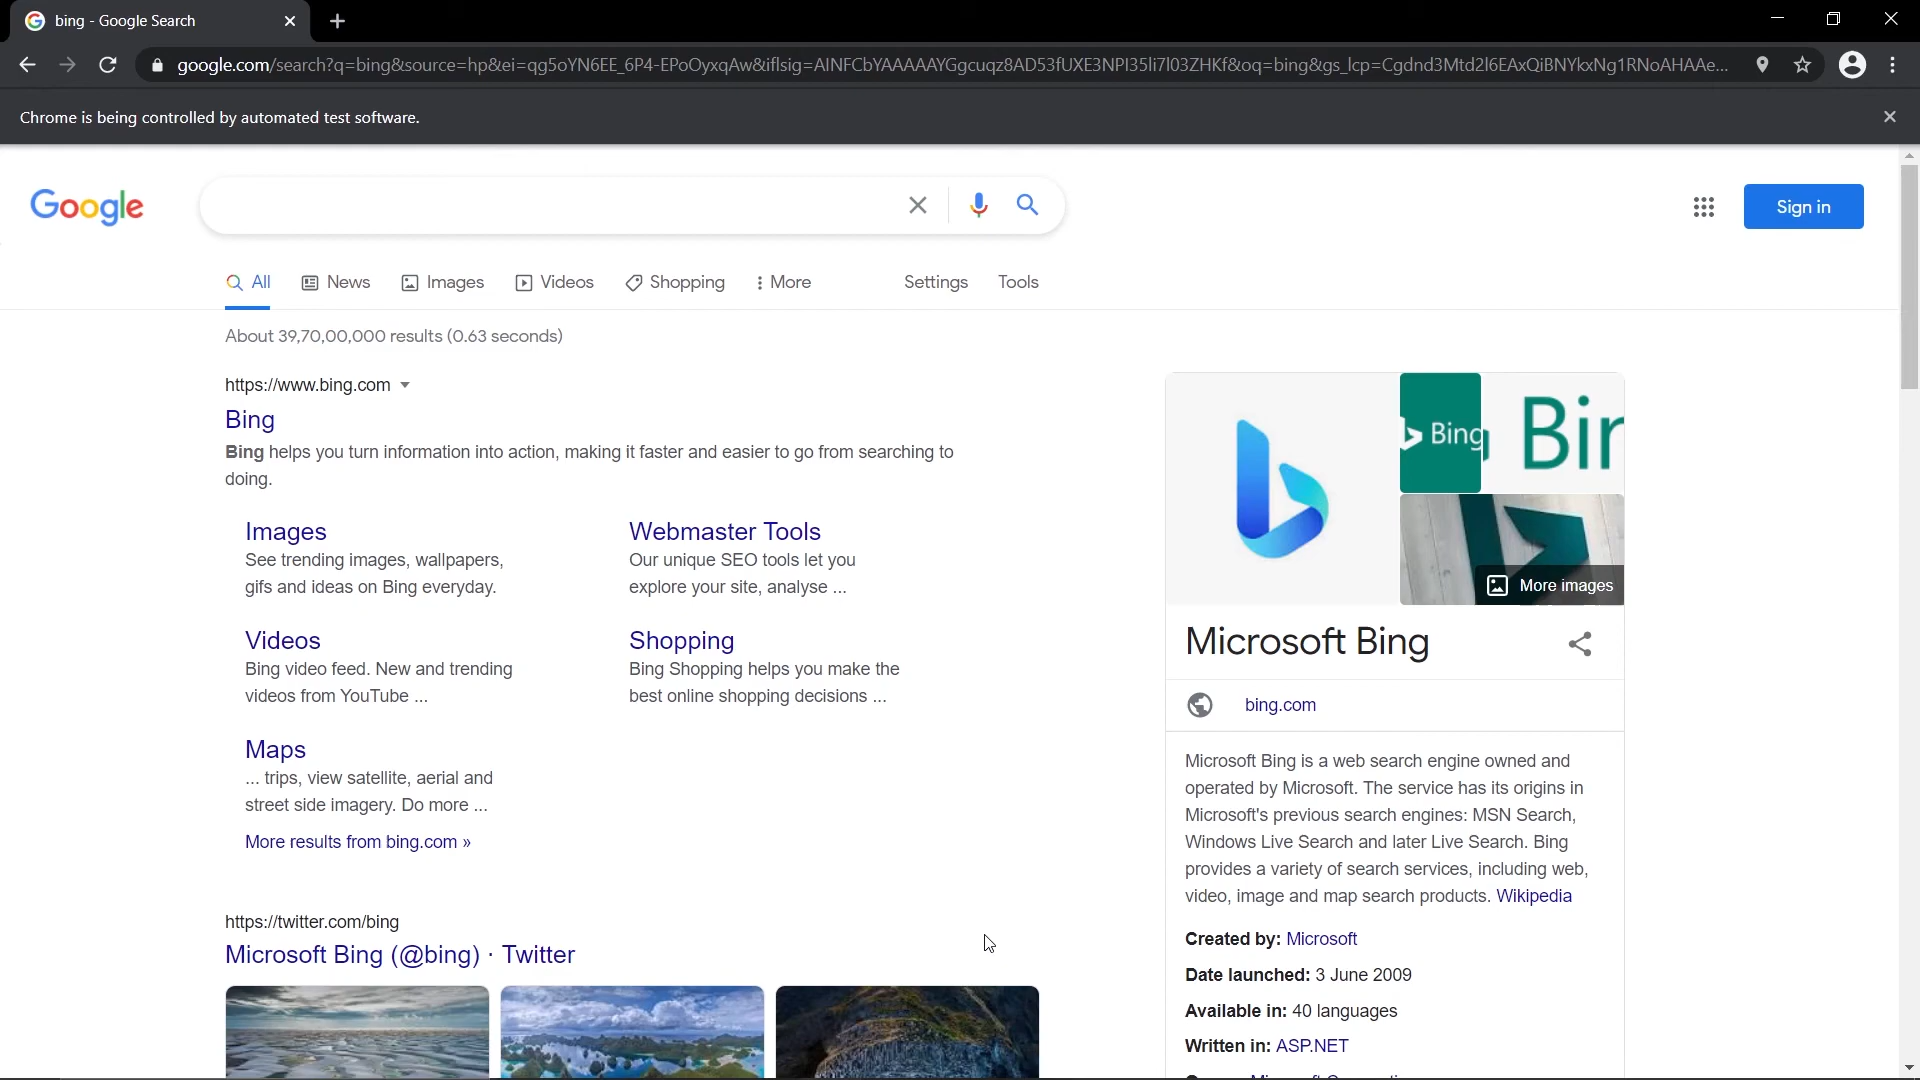 bing - Google Search
google.com/search?q=bing&source=hp&ei=qg5oYN6EE_6P4-EPoOyxqAw&iflsig=AINFCbYAAAAAYGgcuqz8AD53fUXE3NPI35li7l03ZHKf&oq=bing&gs_lcp=Cgdnd3Mtd2l6EAxQiBNYkxNg1RNoAHAAe...
Chrome is being controlled by automated test software.
Google
Sign in
All News Images Videos Shopping More Settings Tools
About 39,70,00,000 results (0.63 seconds)
https://www.bing.com
Bing
Bing helps you turn information into action, making it faster and easier to go from searching to
doing.
Images
See trending images, wallpapers,
gifs and ideas on Bing everyday.
Webmaster Tools
Our unique SEO tools let you
explore your site, analyse ...
Videos
Bing video feed. New and trending
videos from YouTube ...
Shopping
Bing Shopping helps you make the
best online shopping decisions ...
Maps
... trips, view satellite, aerial and
street side imagery. Do more ...
More results from bing.com »
https://twitter.com/bing
Microsoft Bing (@bing) · Twitter
Bing
Bin
More images
Microsoft Bing
bing.com
Microsoft Bing is a web search engine owned and
operated by Microsoft. The service has its origins in
Microsoft's previous search engines: MSN Search,
Windows Live Search and later Live Search. Bing
provides a variety of search services, including web,
video, image and map search products. Wikipedia
Created by: Microsoft
Date launched: 3 June 2009
Available in: 40 languages
Written in: ASP.NET